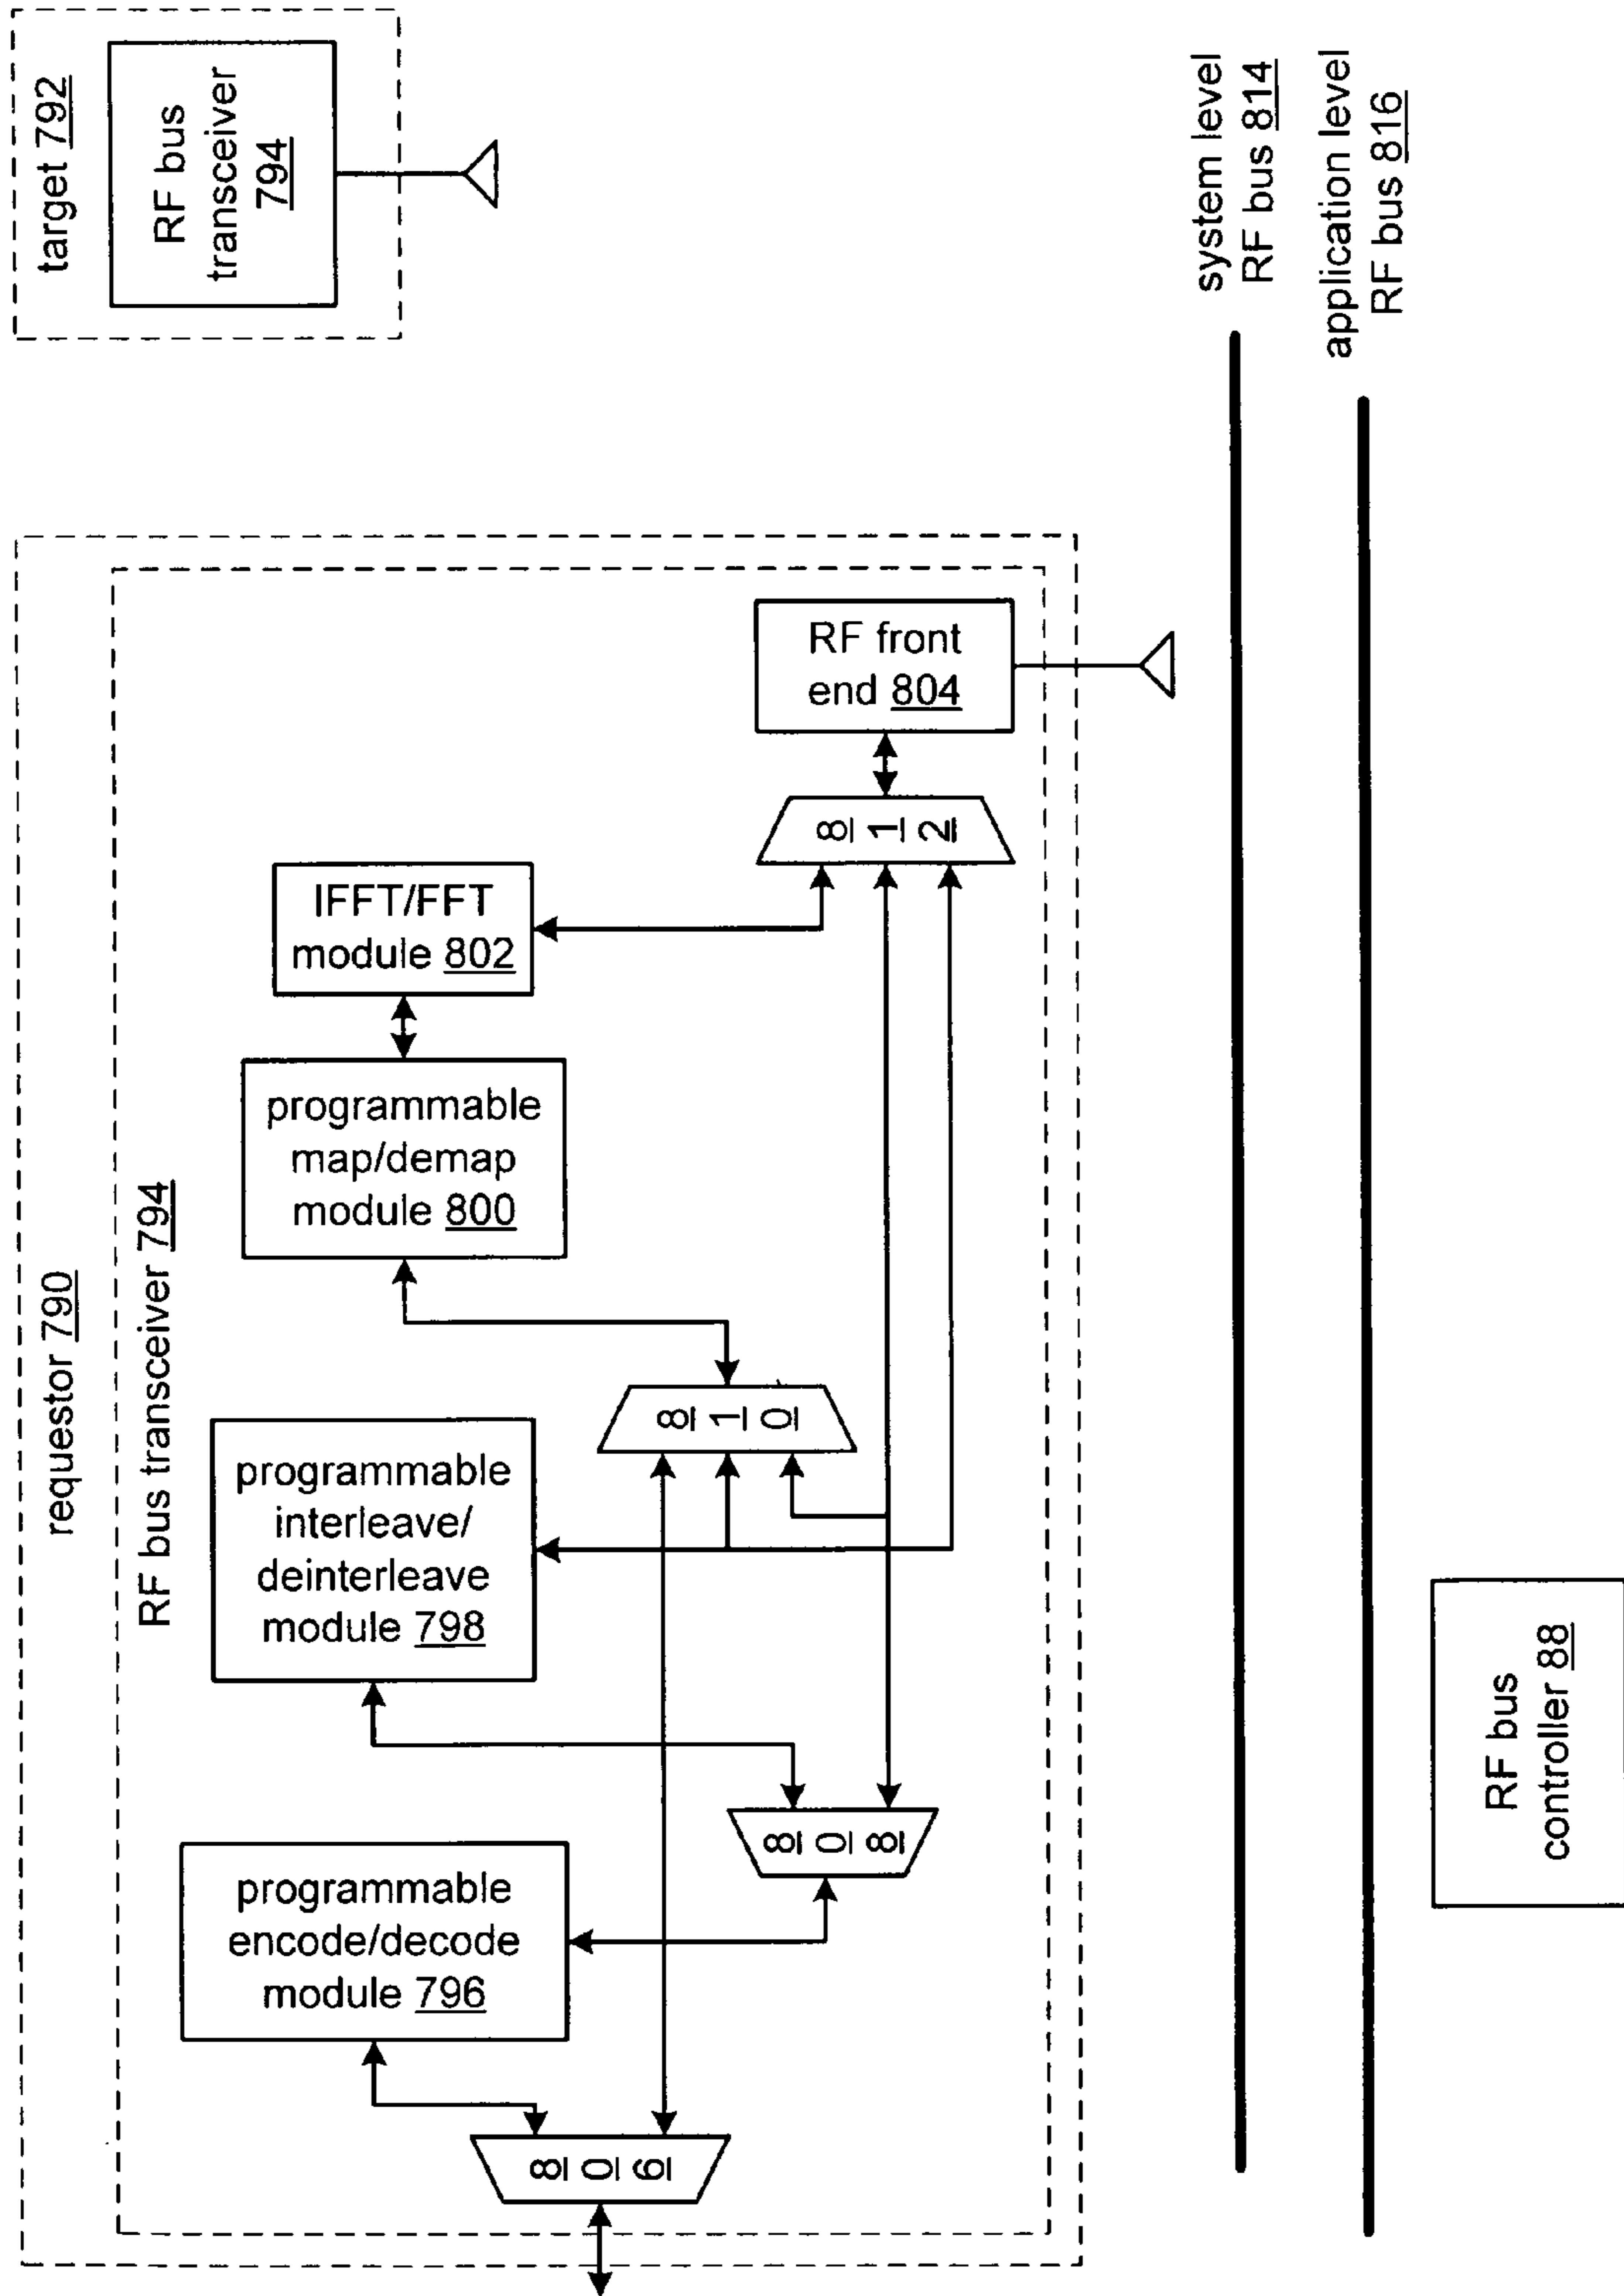 requestor 790
RF bus transceiver 794
programmable
encode/decode
module 796
programmable
interleave/
deinterleave
module 798
programmable
map/demap
module 800
IFFT/FFT
module 802
RF front
end 804
806
808
810
812
target 792
RF bus
transceiver
794
system level
RF bus 814
application level
RF bus 816
RF bus
controller 88